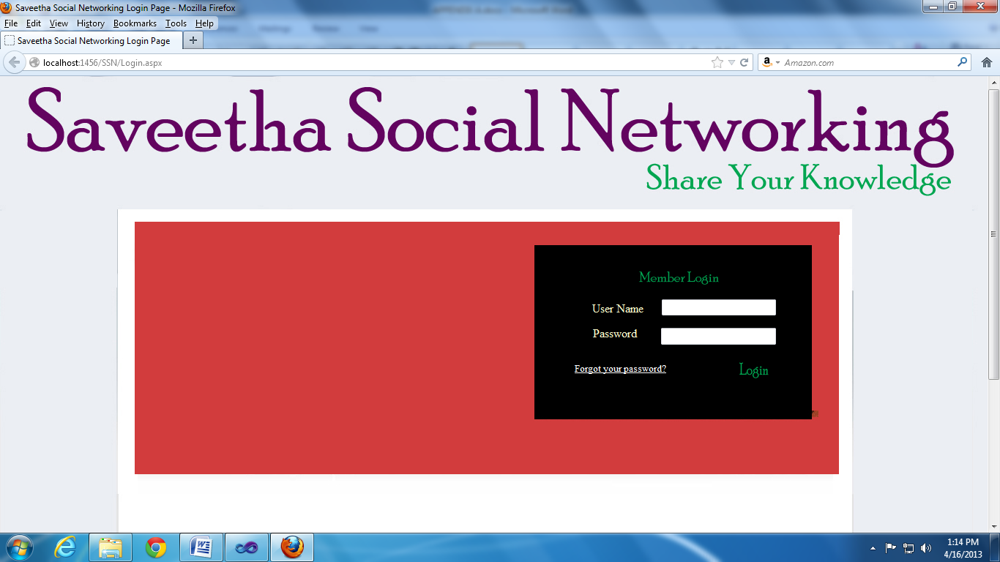 Saveetha Social Networking Login Page - Mozilla Firefox
File Edit View History Bookmarks Tools Help
Saveetha Social Networking Login Page
localhost:1456/SSN/Login.aspx
Amazon.com
Saveetha Social Networking
Share Your Knowledge
Member Login
User Name
Password
Forgot your password?
Login
1:14 PM
4/16/2013